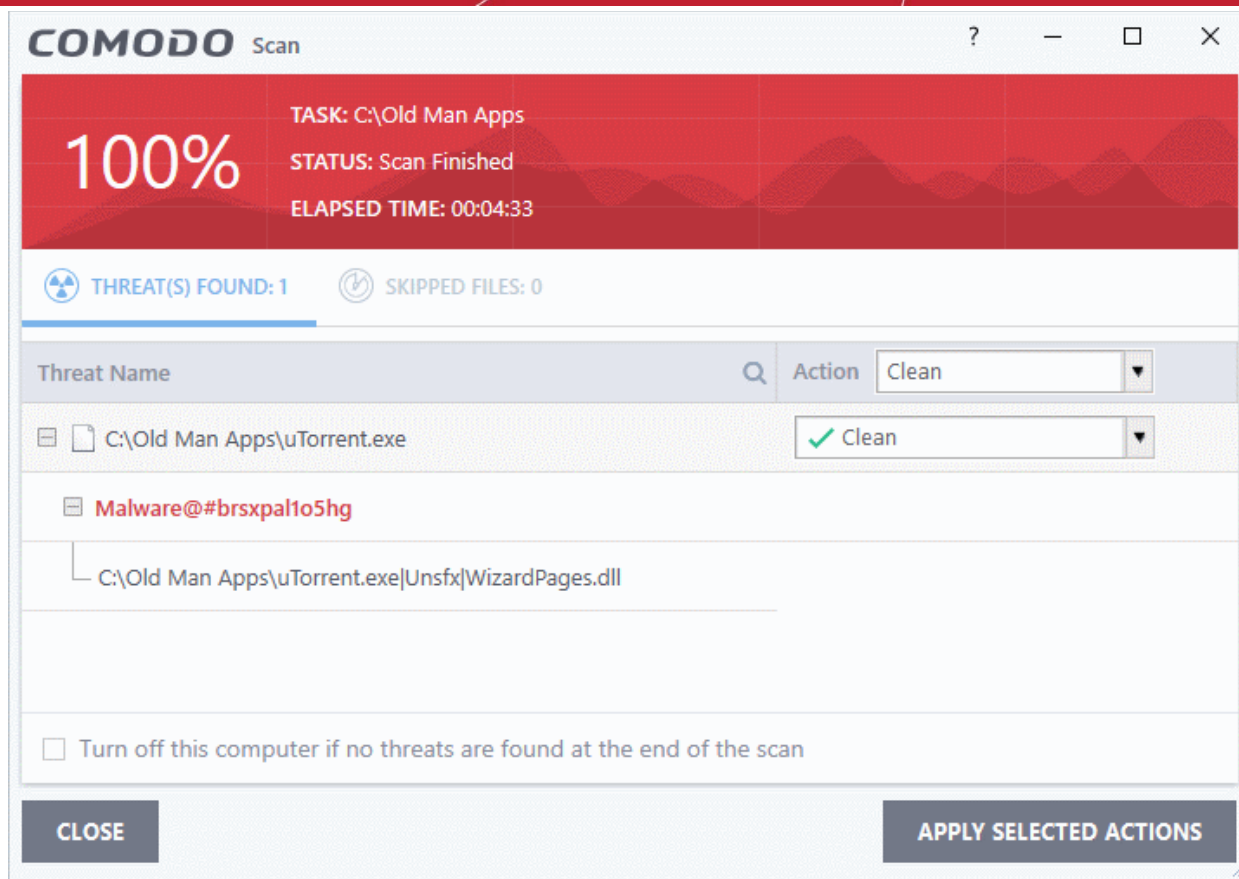 COMODO Scan
?
100%
TASK: C:\Old Man Apps
STATUS: Scan Finished
ELAPSED TIME: 00:04:33
THREAT(S) FOUND: 1 SKIPPED FILES: 0
Threat Name Action Clean
C:\Old Man Apps\uTorrent.exe Clean
Malware@#brsxpal1o5hg
C:\Old Man Apps\uTorrent.exe|Unsfx|WizardPages.dll
Turn off this computer if no threats are found at the end of the scan
CLOSE APPLY SELECTED ACTIONS